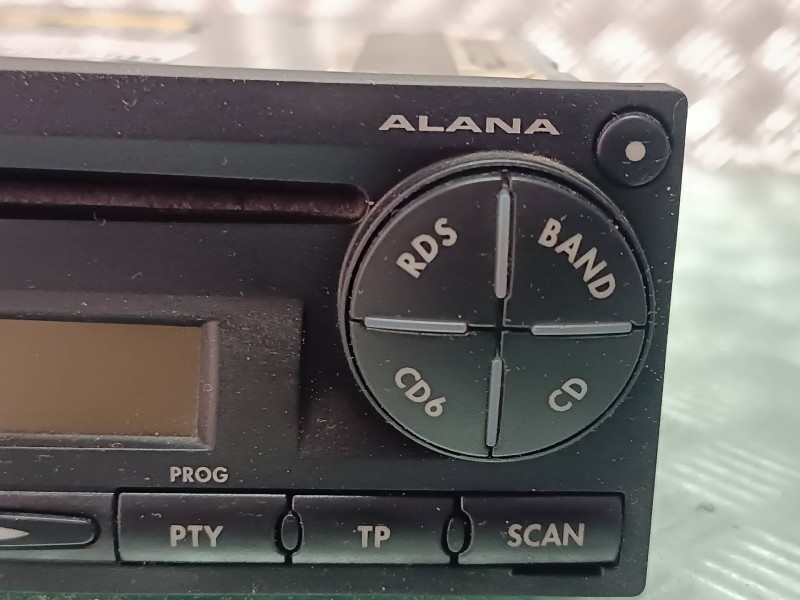 ALANA
RDS
BAND
CD6
CD
PROG
PTY
TP
SCAN